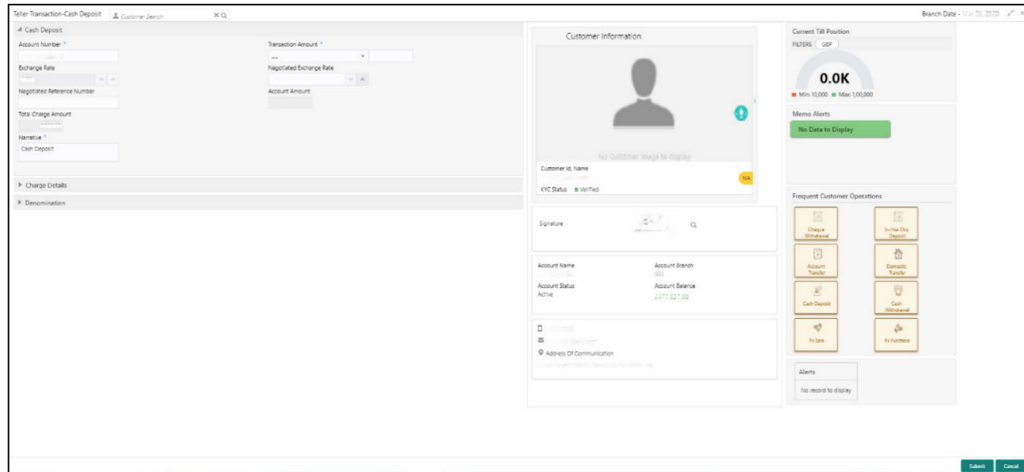 Teller Transaction-Cash Deposit
Customer Search
Branch Date -
Cash Deposit
Account Number *
Transaction Amount *
Exchange Rate
Negotiated Exchange Rate
Negotiated Reference Number
Account Amount
Total Charge Amount
Narrative *
Cash Deposit
Charge Details
Denomination
Customer Information
No Customer Image to display
Customer Id, Name
NA
KYC Status Verified
Signature
Account Name
Account Branch
Account Status
Active
Account Balance
Address Of Communication
Current Till Position
FILTERS GBP
0.0K
Min: 10,000 Max: 1,00,000
Memo Alerts
No Data to Display
Frequent Customer Operations
Cheque Withdrawal
In-Hse Chq Deposit
Account Transfer
Domestic Transfer
Cash Deposit
Cash Withdrawal
Fx Sale
Fx Purchase
Alerts
No record to display
Submit
Cancel